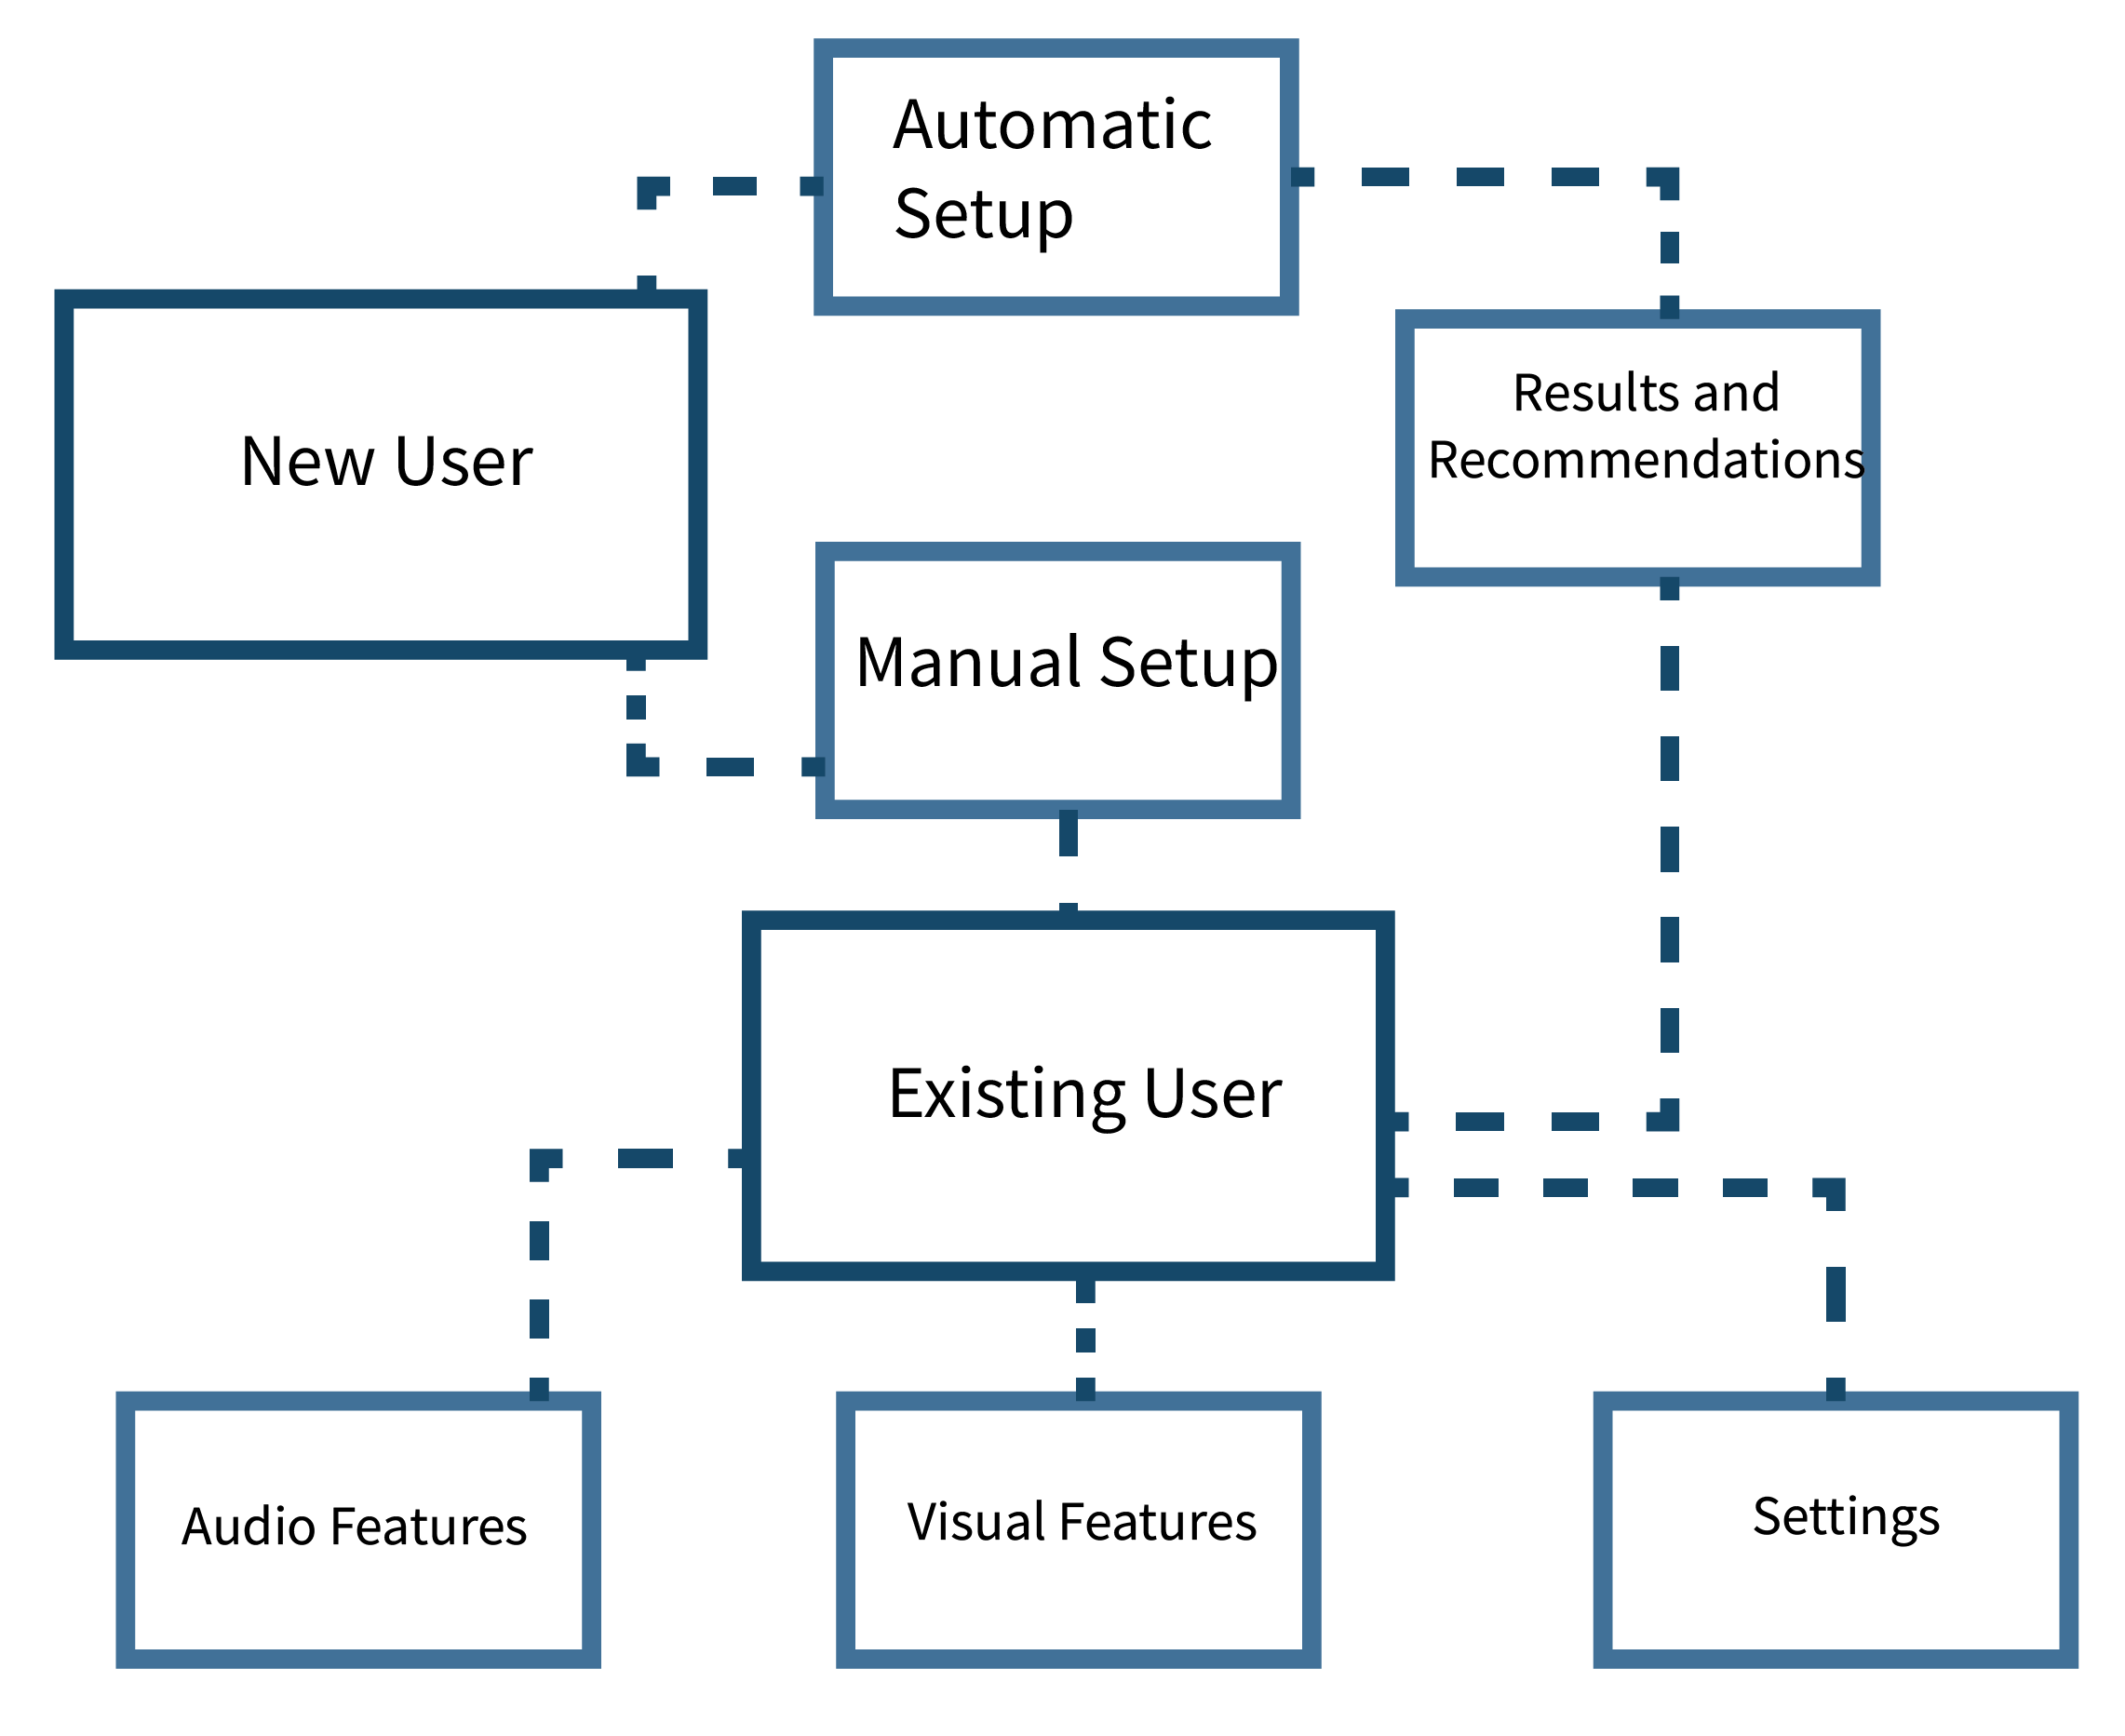 Automatic
Setup
New User
Results and
Recommendations
Manual Setup
Existing User
Audio Features
Visual Features
Settings